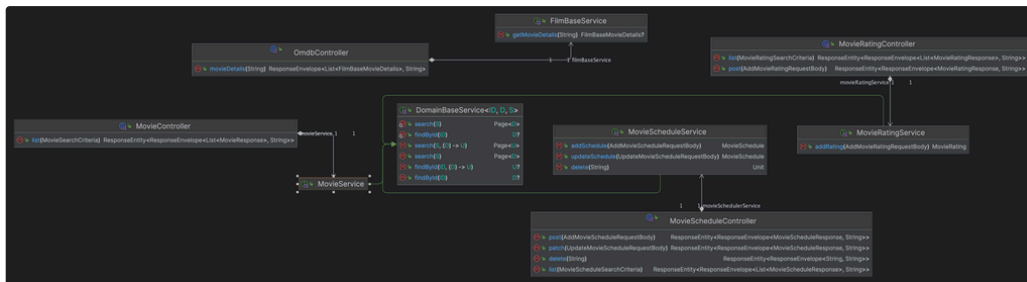 FilmBaseService
getMovieDetails(String) FilmBaseMovieDetails?
OmdbController
movieDetails(String) ResponseEnvelope<List<FilmBaseMovieDetails>, String>
1 1 filmBaseService
MovieRatingController
list(MovieRatingSearchCriteria) ResponseEntity<ResponseEnvelope<List<MovieRatingResponse>, String>>
post(AddMovieRatingRequestBody) ResponseEntity<ResponseEnvelope<MovieRatingResponse, String>>
movieRatingService 1 1
DomainBaseService<ID, D, S>
search(S) Page<D>
findById(ID) D?
search(S, (D) -> U) Page<U>
search(S) Page<D>
findById(ID, (D) -> U) U?
findById(ID) D?
MovieController
list(MovieSearchCriteria) ResponseEntity<ResponseEnvelope<List<MovieResponse>, String>>
movieService 1 1
MovieService
MovieScheduleService
addSchedule(AddMovieScheduleRequestBody) MovieSchedule
updateSchedule(UpdateMovieScheduleRequestBody) MovieSchedule
delete(String) Unit
MovieRatingService
addRating(AddMovieRatingRequestBody) MovieRating
1 1 movieSchedulerService
MovieScheduleController
post(AddMovieScheduleRequestBody) ResponseEntity<ResponseEnvelope<MovieScheduleResponse, String>>
patch(UpdateMovieScheduleRequestBody) ResponseEntity<ResponseEnvelope<MovieScheduleResponse, String>>
delete(String) ResponseEntity<ResponseEnvelope<String, String>>
list(MovieScheduleSearchCriteria) ResponseEntity<ResponseEnvelope<List<MovieScheduleResponse>, String>>